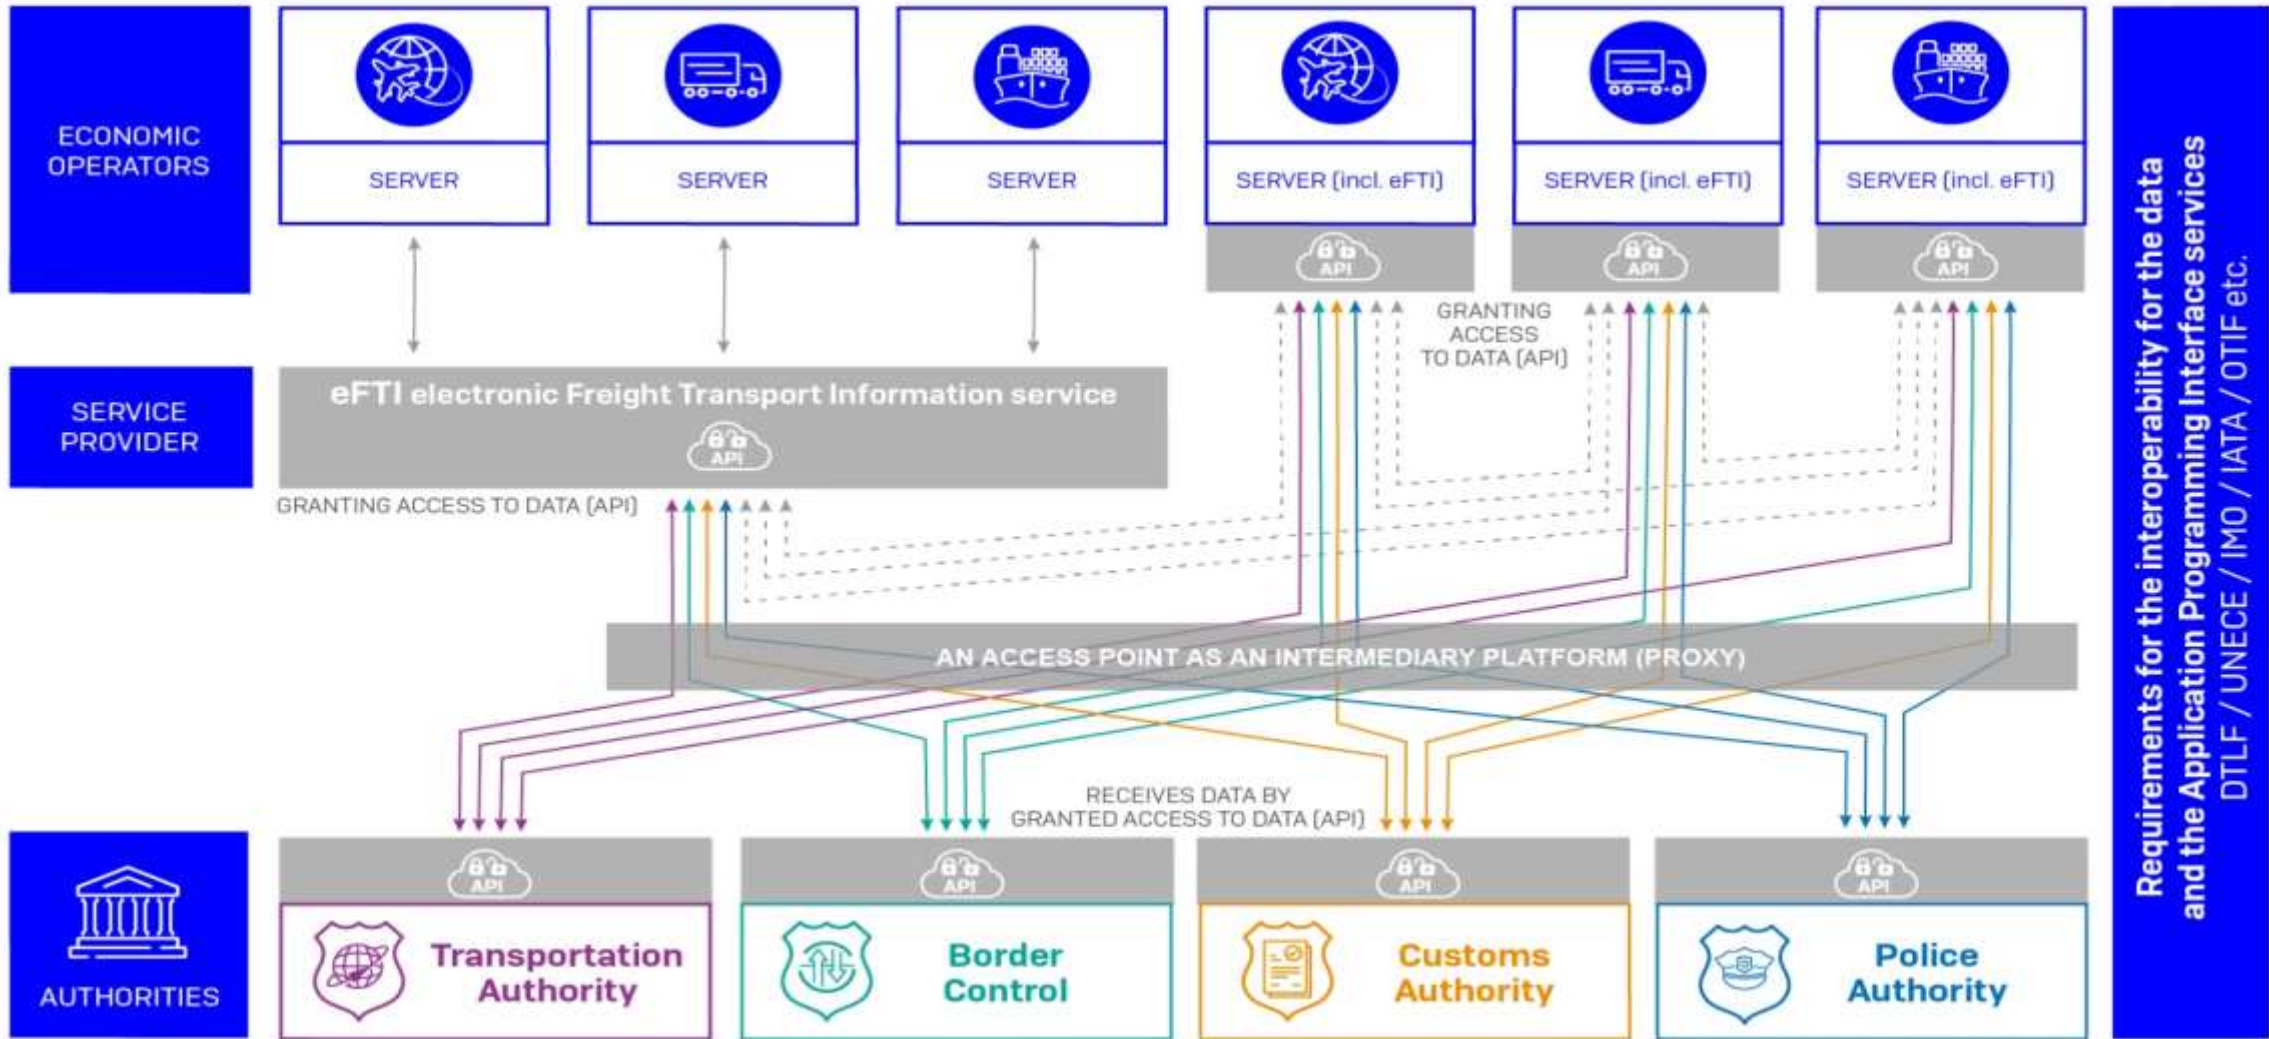 ECONOMIC
OPERATORS
SERVER
SERVER
SERVER
SERVER (incl. eFTI)
SERVER (incl. eFTI)
SERVER (incl. eFTI)
API
API
API
GRANTING
ACCESS
TO DATA (API)
SERVICE
PROVIDER
eFTI electronic Freight Transport Information service
API
GRANTING ACCESS TO DATA (API)
AN ACCESS POINT AS AN INTERMEDIARY PLATFORM (PROXY)
RECEIVES DATA BY
GRANTED ACCESS TO DATA (API)
AUTHORITIES
API
API
API
API
Transportation
Authority
Border
Control
Customs
Authority
Police
Authority
Requirements for the interoperability for the data
and the Application Programming Interface services
DTLF / UNECE / IMO / IATA / OTIF etc.